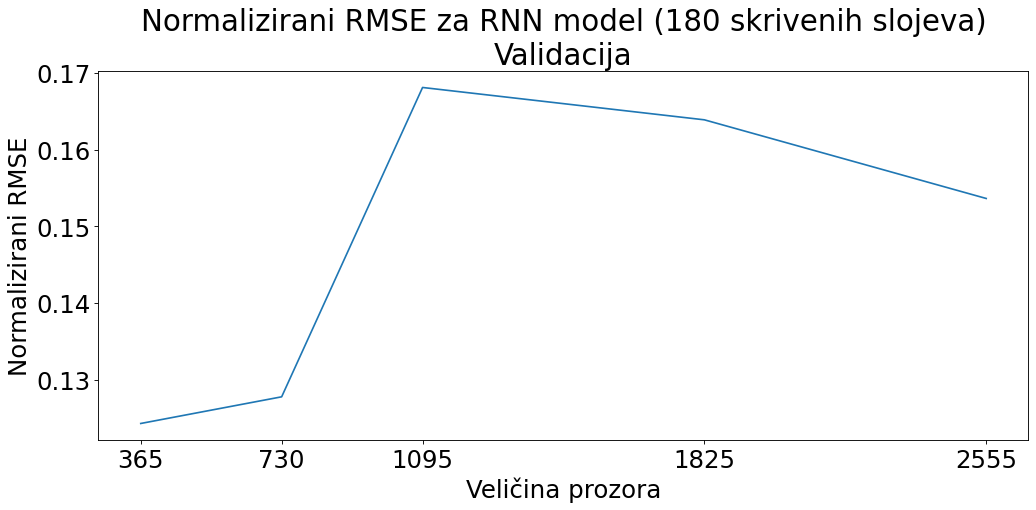 Normalizirani RMSE za RNN model (180 skrivenih slojeva)
Validacija
Normalizirani RMSE
0.17
0.16
0.15
0.14
0.13
365 730 1095 1825 2555
Veličina prozora